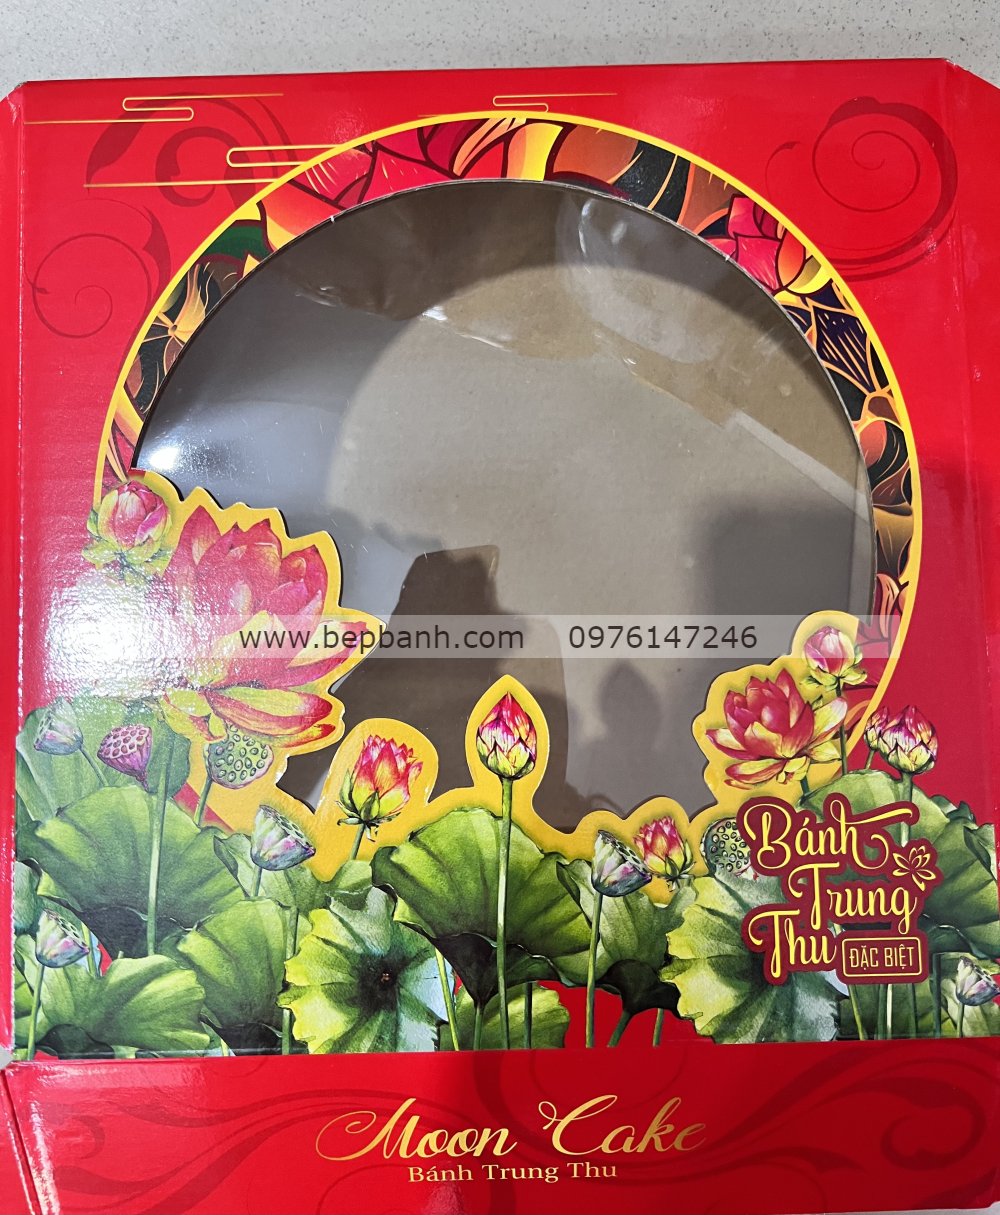 www.bepbanh.com 0976147246
Bánh
Trung
Thu ĐẶC BIỆT
Moon Cake
Bánh Trung Thu